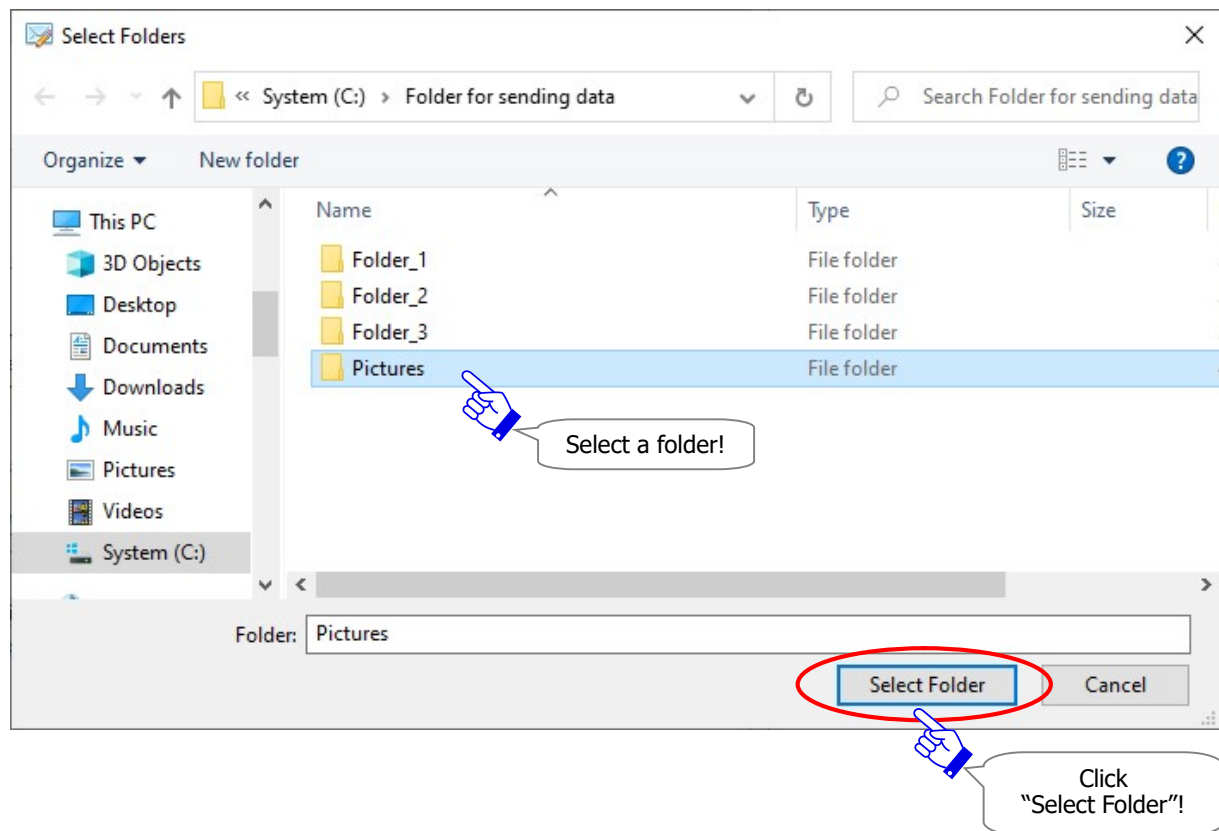 Select Folders
« System (C:) > Folder for sending data
Search Folder for sending data
Organize
New folder
Name
Type
Size
This PC
3D Objects
Desktop
Documents
Downloads
Music
Pictures
Videos
System (C:)
Folder_1 File folder
Folder_2 File folder
Folder_3 File folder
Pictures File folder
Select a folder!
Folder: Pictures
Select Folder
Cancel
Click
“Select Folder”!